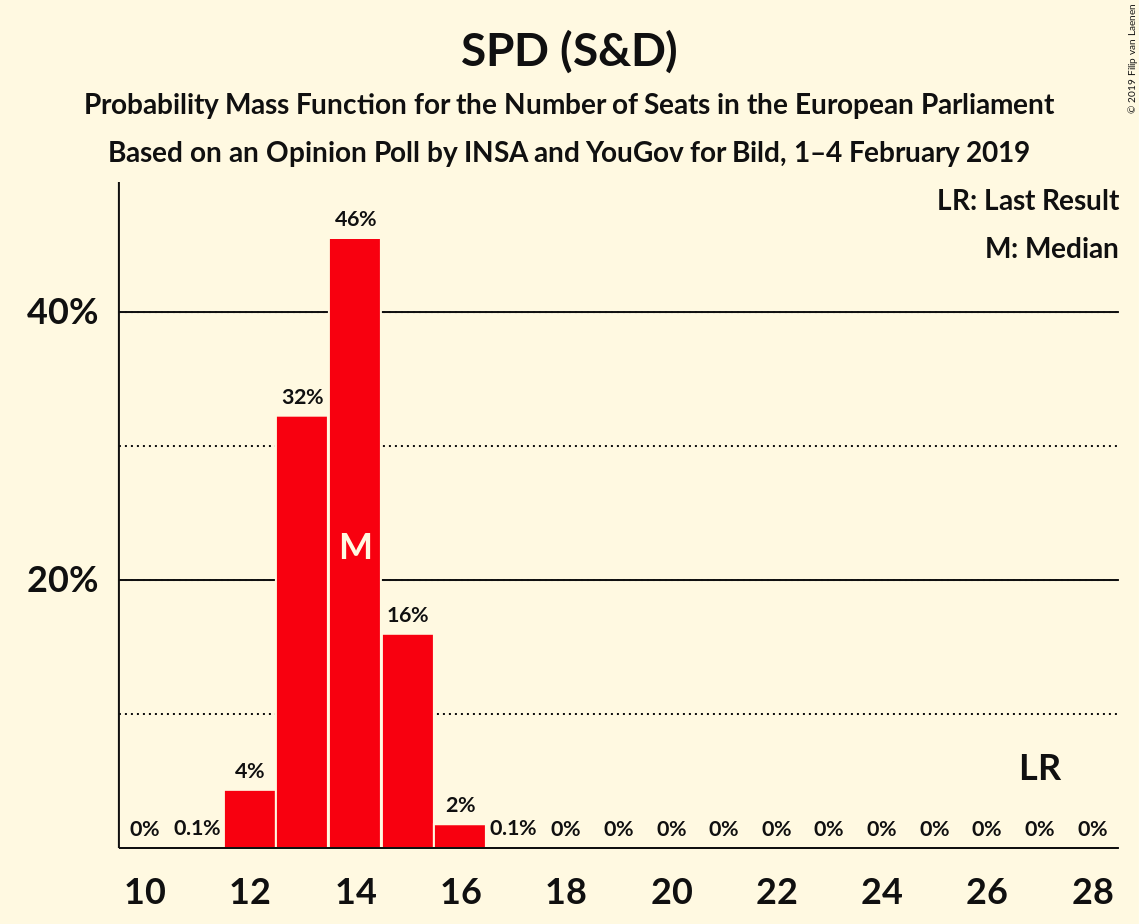 © 2019 Filip van Laenen
SPD (S&D)
Probability Mass Function for the Number of Seats in the European Parliament
Based on an Opinion Poll by INSA and YouGov for Bild, 1–4 February 2019
LR: Last Result
M: Median
46%
40%
32%
M
20%
16%
LR
4%
2%
0% 0.1% 0.1% 0% 0% 0% 0% 0% 0% 0% 0% 0% 0% 0%
10 12 14 16 18 20 22 24 26 28